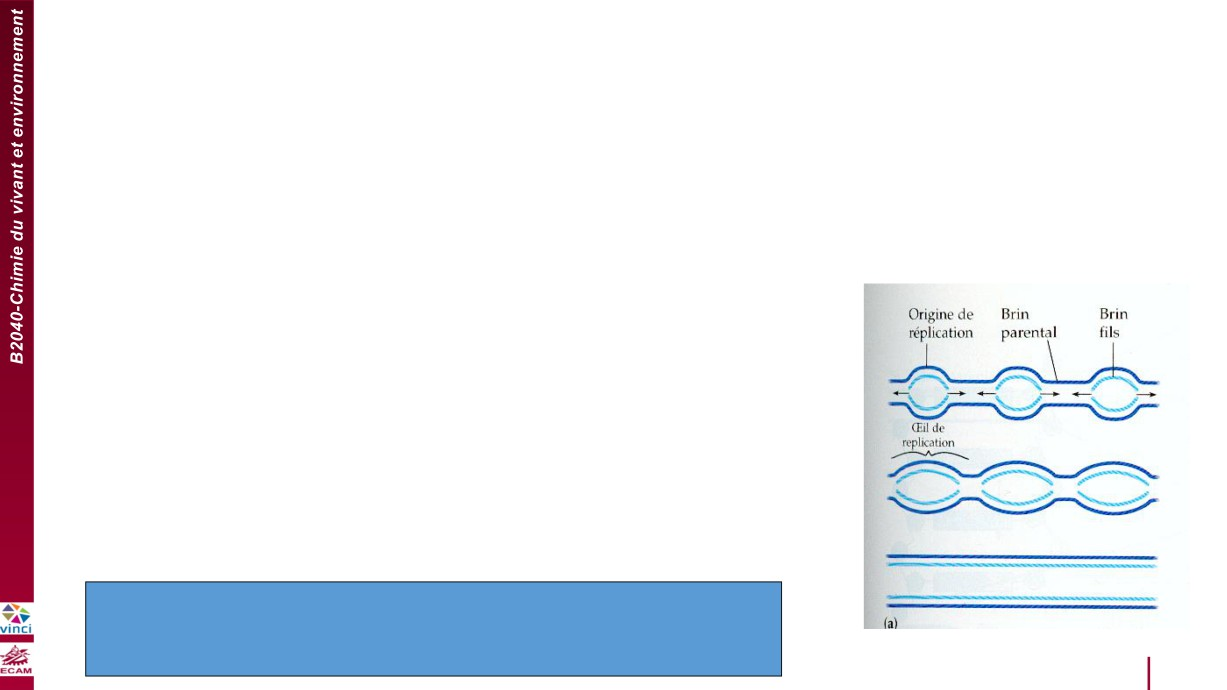 B2040-Chimie du vivant et environnement
Origine de
réplication
Brin
parental
Brin
fils
Œil de
replication
(a)
vinci
ECAM